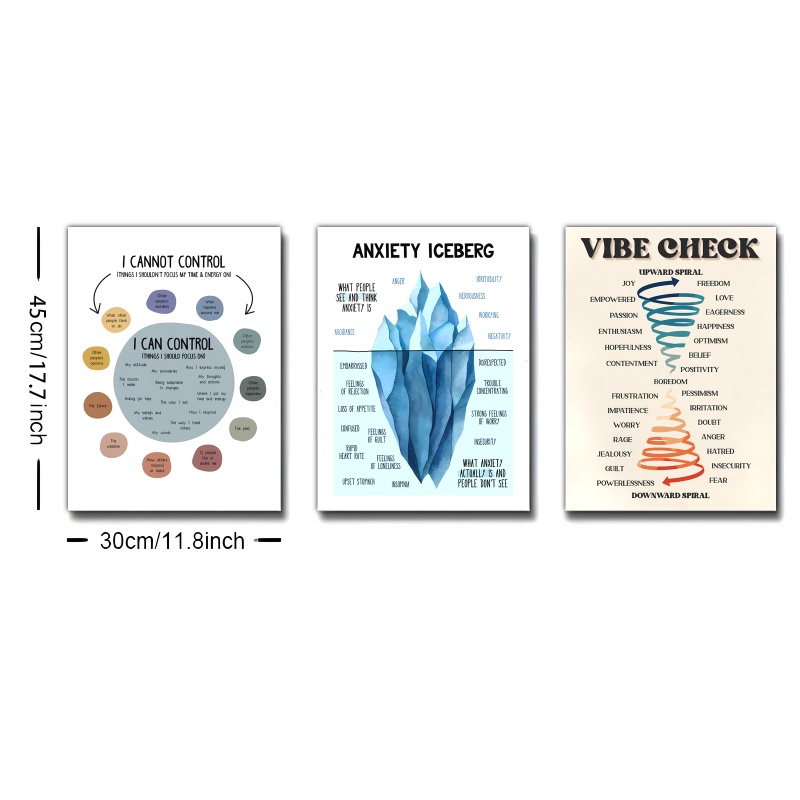 45cm/17.7inch
30cm/11.8inch
I CANNOT CONTROL
(THINGS I SHOULDN'T FOCUS MY TIME & ENERGY ON)
What other
people think
or do
Other
people's
mistakes
What
happens
around me
Other
people's
opinions
Other
people's
happiness
The future
The past
The
weather
How others
respond or
react
If people
like or
dislike me
I CAN CONTROL
(THINGS I SHOULD FOCUS ON)
My attitude
How I express myself
My boundaries
The choices
I make
Being adaptable
to changes
My thoughts
and actions
Asking for help
Where I put my
time and energy
The way I act
My beliefs and
values
How I respond
The way I treat
others
My words
ANXIETY ICEBERG
WHAT PEOPLE
SEE AND THINK
ANXIETY IS
ANGER
IRRITABILITY
NERVOUSNESS
WORRYING
AVOIDANCE
NEGATIVITY
EMBARRASSED
DISRESPECTED
FEELINGS
OF REJECTION
TROUBLE
CONCENTRATING
LOSS OF APPETITE
STRONG FEELINGS
OF WORRY
CONFUSED
FEELINGS
OF GUILT
INSECURITY
RAPID
HEART RATE
FEELINGS
OF LONELINESS
UPSET STOMACH
INSOMNIA
WHAT ANXIETY
ACTUALLY IS AND
PEOPLE DON'T SEE
VIBE CHECK
UPWARD SPIRAL
JOY
FREEDOM
EMPOWERED
LOVE
PASSION
EAGERNESS
ENTHUSIASM
HAPPINESS
HOPEFULNESS
OPTIMISM
CONTENTMENT
BELIEF
POSITIVITY
BOREDOM
FRUSTRATION
PESSIMISM
IMPATIENCE
IRRITATION
WORRY
DOUBT
RAGE
ANGER
JEALOUSY
HATRED
GUILT
INSECURITY
POWERLESSNESS
FEAR
DOWNWARD SPIRAL